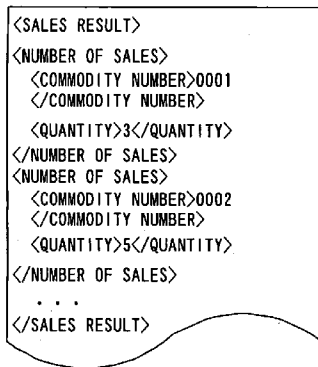 <SALES RESULT>
<NUMBER OF SALES>
<COMMODITY NUMBER>0001
</COMMODITY NUMBER>
<QUANTITY>3</QUANTITY>
</NUMBER OF SALES>
<NUMBER OF SALES>
<COMMODITY NUMBER>0002
</COMMODITY NUMBER>
<QUANTITY>5</QUANTITY>
</NUMBER OF SALES>
. . .
</SALES RESULT>